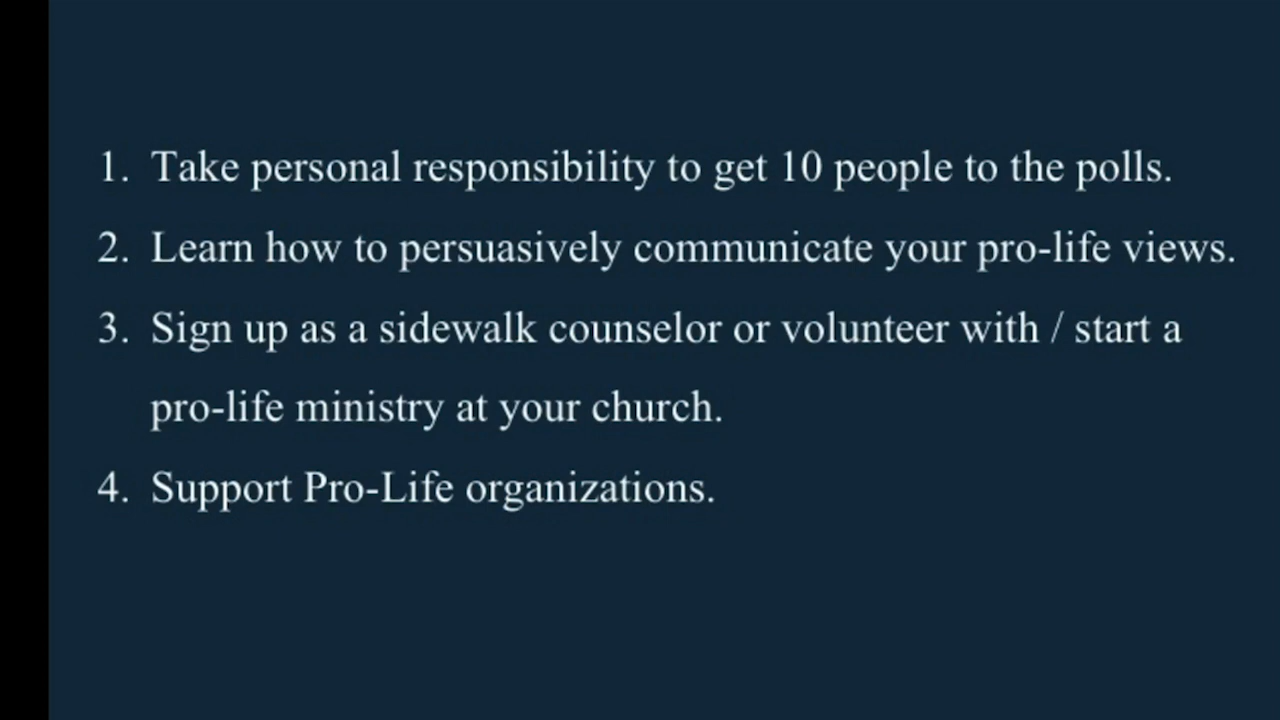 1. Take personal responsibility to get 10 people to the polls.
2. Learn how to persuasively communicate your pro-life views.
3. Sign up as a sidewalk counselor or volunteer with / start a
pro-life ministry at your church.
4. Support Pro-Life organizations.